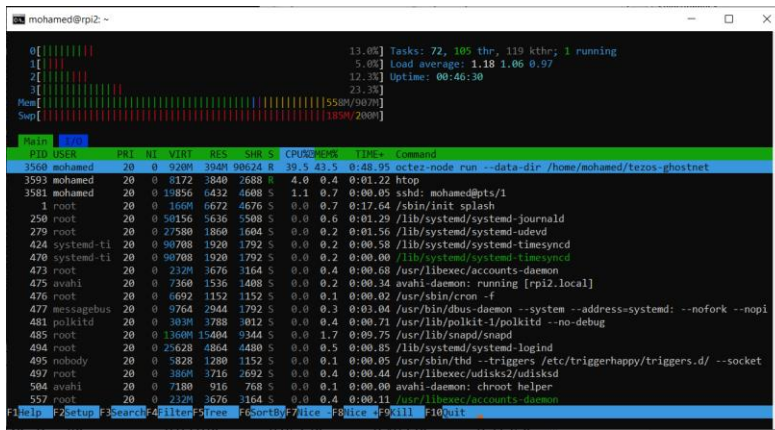 mohamed@rpi2: ~
0[|||||||||| 13.0%] Tasks: 72, 105 thr, 119 kthr; 1 running
1[|||| 5.0%] Load average: 1.18 1.06 0.97
2[|||||||| 12.3%] Uptime: 00:46:30
3[|||||||||||||| 23.3%]
Mem[||||||||||||||||||||||||||||||||||||||||558M/907M]
Swp[||||||||||||||||||||||||||||||||||||||||185M/200M]
Main I/O
PID USER PRI NI VIRT RES SHR S CPU% MEM% TIME+ Command
3560 mohamed 20 0 920M 394M 90624 R 39.5 43.5 0:48.95 octez-node run --data-dir /home/mohamed/tezos-ghostnet
3593 mohamed 20 0 8172 3840 2688 R 4.0 0.4 0:01.22 htop
3581 mohamed 20 0 19856 6432 4608 S 1.1 0.7 0:00.05 sshd: mohamed@pts/1
1 root 20 0 166M 6672 4676 S 0.0 0.7 0:17.64 /sbin/init splash
250 root 20 0 50156 5636 5508 S 0.0 0.6 0:01.29 /lib/systemd/systemd-journald
279 root 20 0 27580 1860 1604 S 0.0 0.2 0:01.56 /lib/systemd/systemd-udevd
424 systemd-ti 20 0 90708 1920 1792 S 0.0 0.2 0:00.58 /lib/systemd/systemd-timesyncd
470 systemd-ti 20 0 90708 1920 1792 S 0.0 0.2 0:00.00 /lib/systemd/systemd-timesyncd
473 root 20 0 232M 3676 3164 S 0.0 0.4 0:00.68 /usr/libexec/accounts-daemon
475 avahi 20 0 7360 1536 1408 S 0.0 0.2 0:00.34 avahi-daemon: running [rpi2.local]
476 root 20 0 6692 1152 1152 S 0.0 0.1 0:00.02 /usr/sbin/cron -f
477 messagebus 20 0 9764 2944 1792 S 0.0 0.3 0:03.04 /usr/bin/dbus-daemon --system --address=systemd: --nofork --nopi
481 polkitd 20 0 303M 3788 3012 S 0.0 0.4 0:00.71 /usr/lib/polkit-1/polkitd --no-debug
485 root 20 0 1360M 15404 9344 S 0.0 1.7 0:09.75 /usr/lib/snapd/snapd
494 root 20 0 25628 4864 4480 S 0.0 0.5 0:00.85 /lib/systemd/systemd-logind
495 nobody 20 0 5828 1280 1152 S 0.0 0.1 0:00.05 /usr/sbin/thd --triggers /etc/triggerhappy/triggers.d/ --socket
497 root 20 0 386M 3716 2692 S 0.0 0.4 0:00.44 /usr/libexec/udisks2/udisksd
504 avahi 20 0 7180 916 768 S 0.0 0.1 0:00.00 avahi-daemon: chroot helper
557 root 20 0 232M 3676 3164 S 0.0 0.4 0:00.11 /usr/libexec/accounts-daemon
F1Help F2Setup F3SearchF4FilterF5Tree F6SortByF7Nice -F8Nice +F9Kill F10Quit